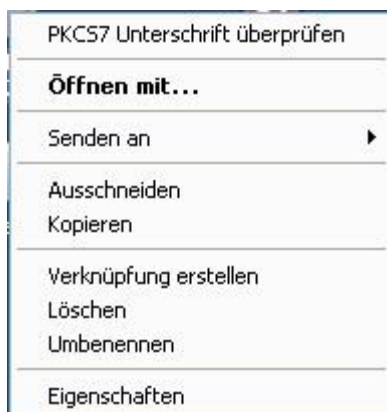 PKCS7 Unterschrift überprüfen
Öffnen mit...
Senden an
Ausschneiden
Kopieren
Verknüpfung erstellen
Löschen
Umbenennen
Eigenschaften